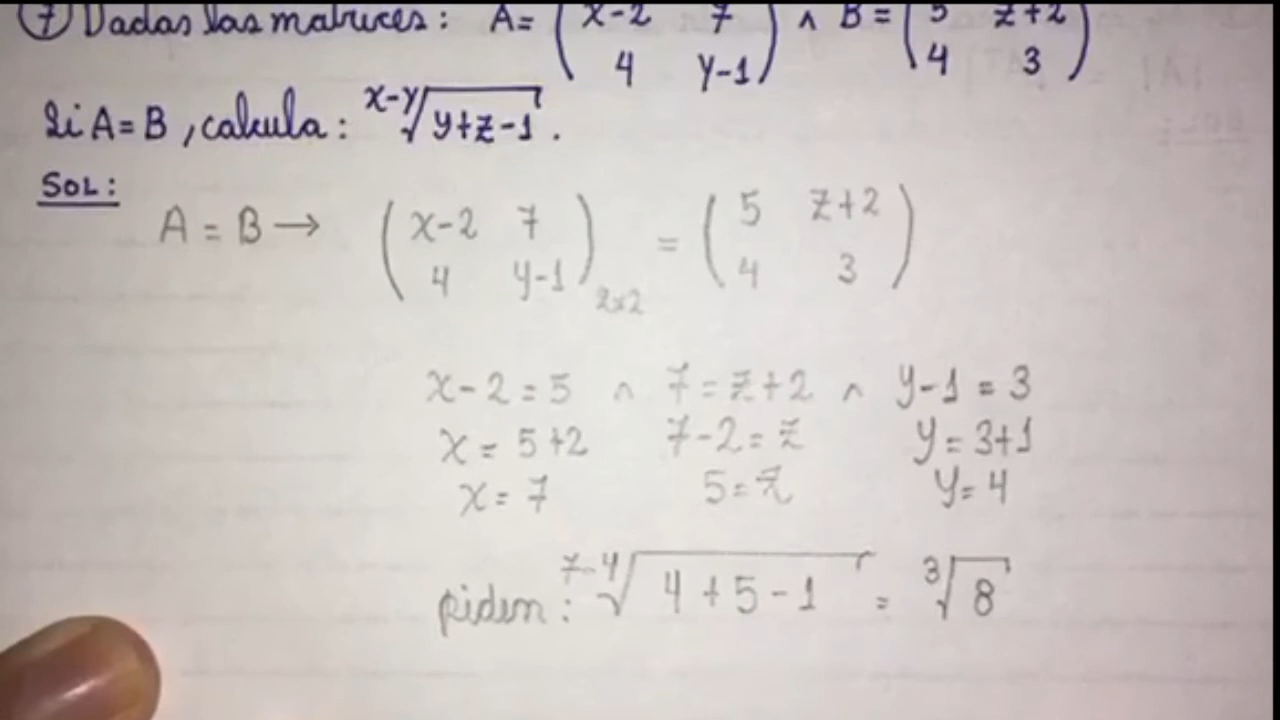 ⑦ Dadas las matrices: A = ( x-2 7 ) ∧ B = ( 5 z+2 )
4 y-1 4 3
Si A = B , calcula: x-y√y+z-1 .
SOL:
A = B → ( x-2 7 ) = ( 5 z+2 )
4 y-1 2x2 4 3
x-2=5 ∧ 7=z+2 ∧ y-1=3
x = 5+2 7-2=z y=3+1
x=7 5=z y=4
piden: 7-4√4+5-1 = 3√8